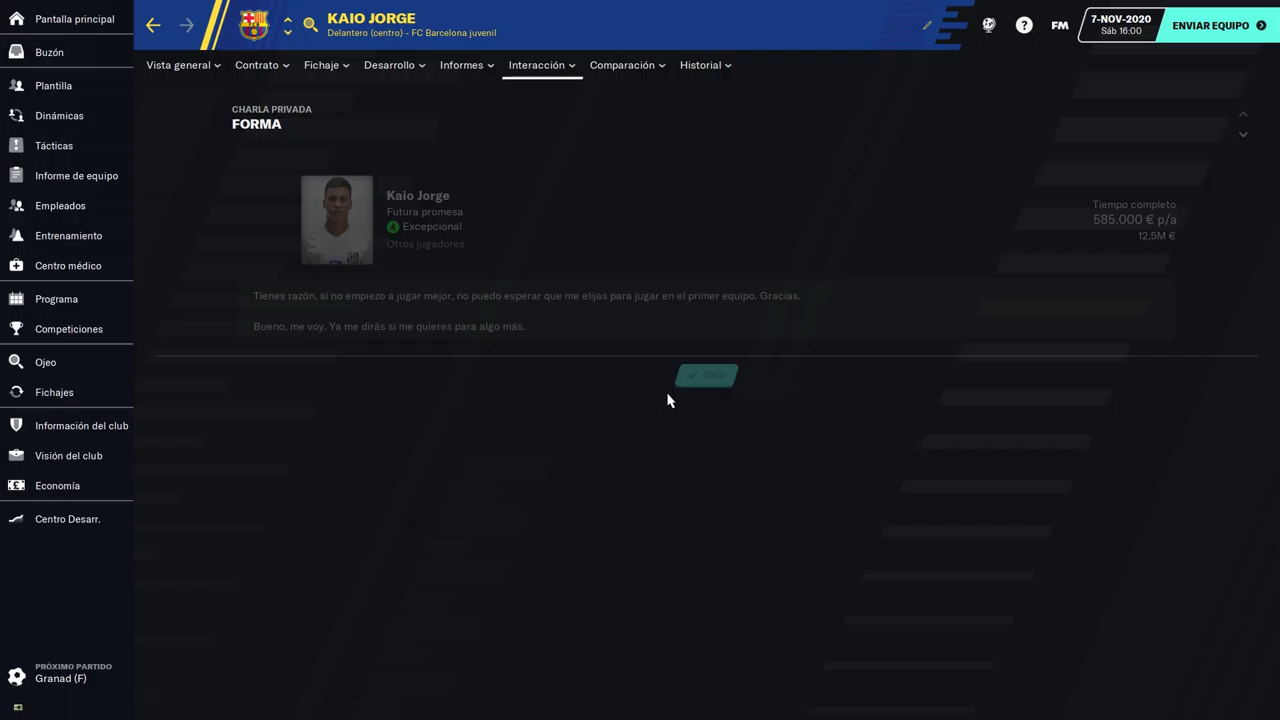 Pantalla principal
Buzón
Plantilla
Dinámicas
Tácticas
Informe de equipo
Empleados
Entrenamiento
Centro médico
Programa
Competiciones
Ojeo
Fichajes
Información del club
Visión del club
Economía
Centro Desarr.
PRÓXIMO PARTIDO
Granad (F)
KAIO JORGE
Delantero (centro) - FC Barcelona juvenil
FM
7-NOV-2020
Sáb 16:00
ENVIAR EQUIPO
Vista general
Contrato
Fichaje
Desarrollo
Informes
Interacción
Comparación
Historial
CHARLA PRIVADA
FORMA
Kaio Jorge
Futura promesa
Excepcional
Otros jugadores
Tiempo completo
585.000 € p/a
12,5M €
Tienes razón, si no empiezo a jugar mejor, no puedo esperar que me elijas para jugar en el primer equipo. Gracias.
Bueno, me voy. Ya me dirás si me quieres para algo más.
Salir